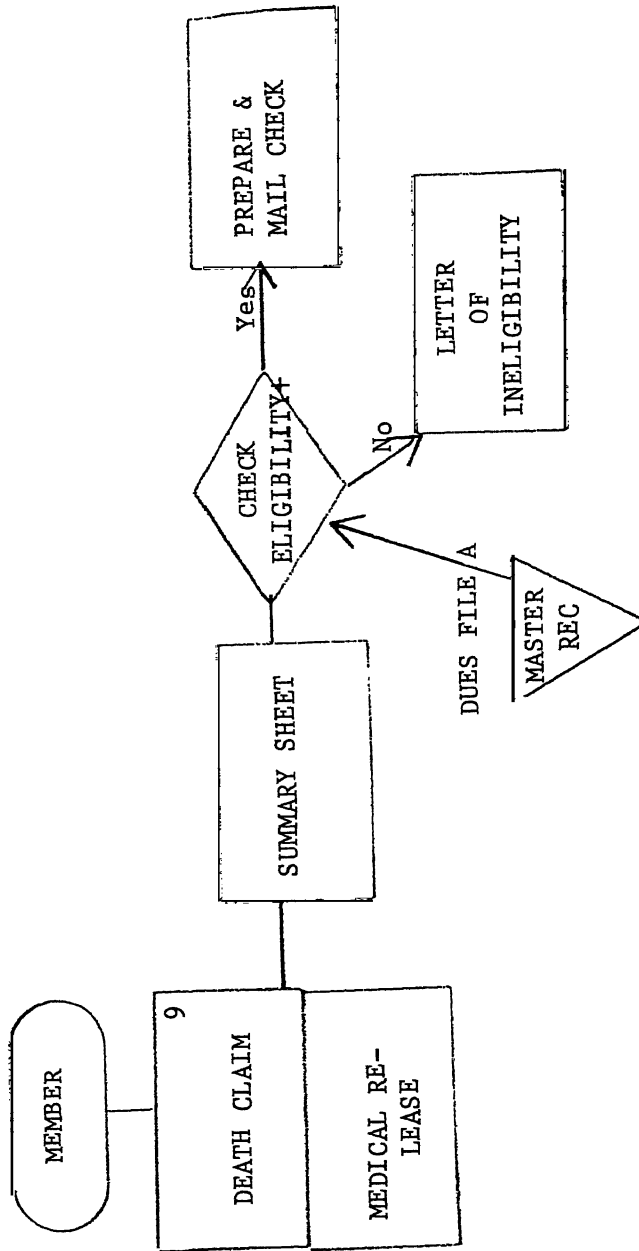 MEMBER
9
DEATH CLAIM
MEDICAL RE-
LEASE
SUMMARY SHEET
CHECK
ELIGIBILITY+
Yes
PREPARE &
MAIL CHECK
No
LETTER
OF
INELIGIBILITY
DUES FILE A
MASTER
REC